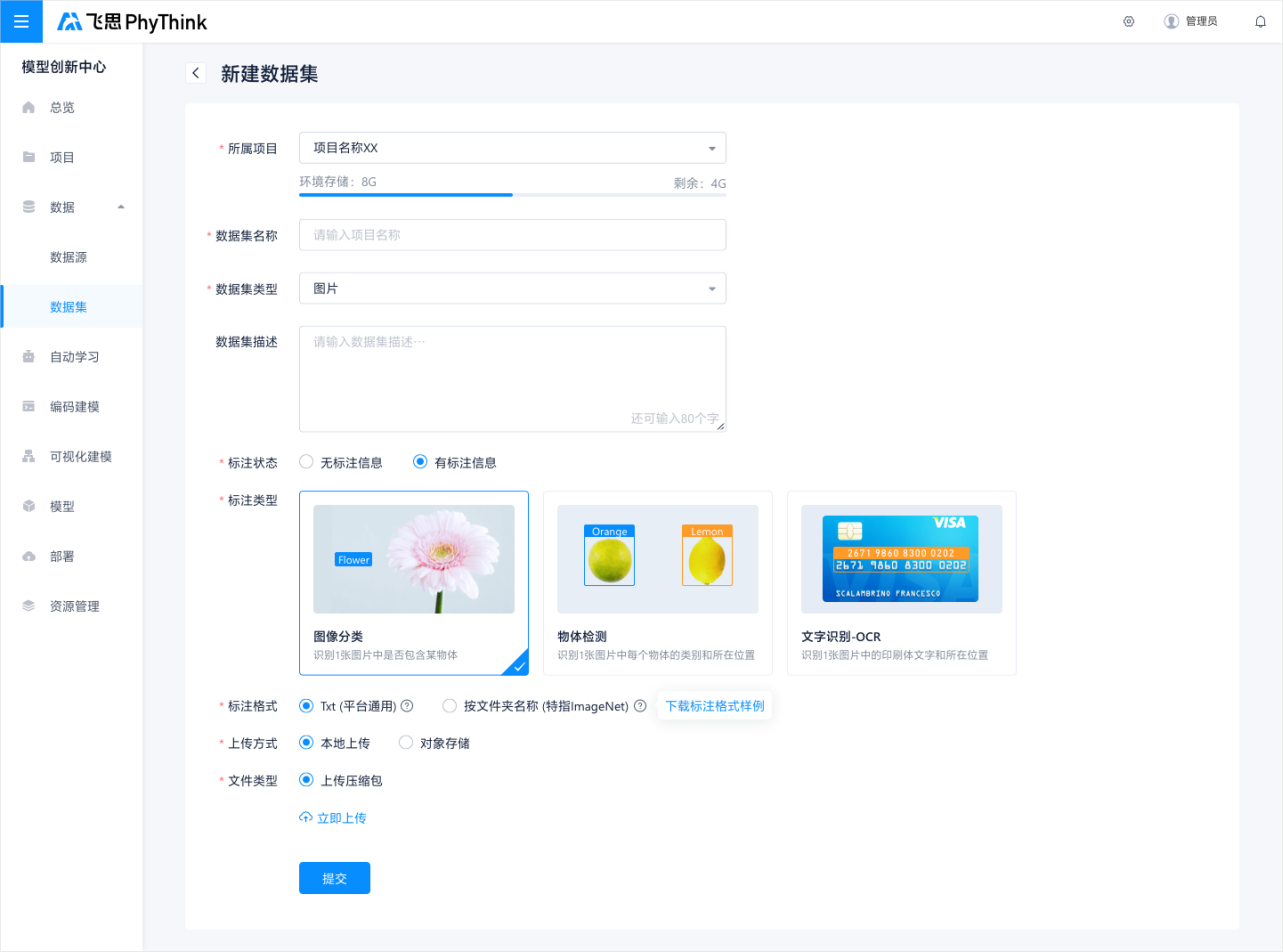 飞思 PhyThink
管理员
模型创新中心
总览
项目
数据
数据源
数据集
自动学习
编码建模
可视化建模
模型
部署
资源管理
新建数据集
* 所属项目 项目名称XX
环境存储：8G 剩余：4G
* 数据集名称 请输入项目名称
* 数据集类型 图片
数据集描述 请输入数据集描述…
还可输入80个字
* 标注状态 无标注信息 有标注信息
* 标注类型
Flower
图像分类
识别1张图片中是否包含某物体
Orange Lemon
物体检测
识别1张图片中每个物体的类别和所在位置
VISA
2671 9860 8300 0202
2671 9860 8300 0202
SCALAMBRINO FRANCESCO
文字识别-OCR
识别1张图片中的印刷体文字和所在位置
* 标注格式 Txt (平台通用) ? 按文件夹名称 (特指ImageNet) ? 下载标注格式样例
* 上传方式 本地上传 对象存储
* 文件类型 上传压缩包
立即上传
提交